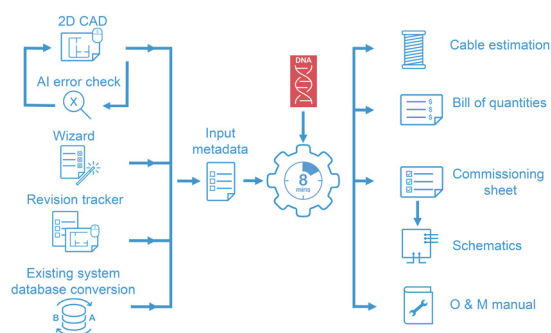 2D CAD
AI error check
X
Wizard
Revision tracker
Existing system
database conversion
B
A
Input
metadata
DNA
8
mins
Cable estimation
$
$
$
Bill of quantities
Commissioning
sheet
Schematics
O & M manual